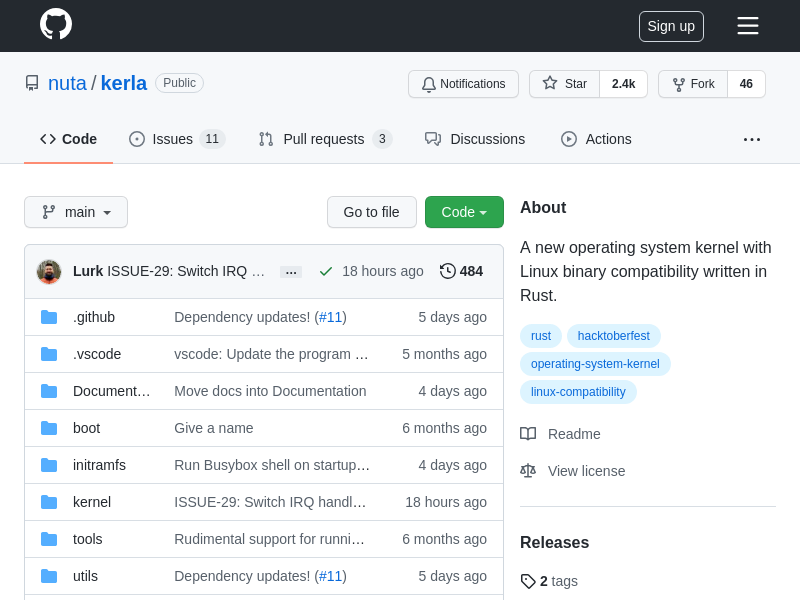 Sign up
nuta / kerla Public
Notifications Star 2.4k Fork 46
Code Issues 11 Pull requests 3 Discussions Actions ...
main Go to file Code
Lurk ISSUE-29: Switch IRQ … ... 18 hours ago 484
.github Dependency updates! (#11) 5 days ago
.vscode vscode: Update the program … 5 months ago
Document… Move docs into Documentation 4 days ago
boot Give a name 6 months ago
initramfs Run Busybox shell on startup… 4 days ago
kernel ISSUE-29: Switch IRQ handl… 18 hours ago
tools Rudimental support for runni… 6 months ago
utils Dependency updates! (#11) 5 days ago
About
A new operating system kernel with
Linux binary compatibility written in
Rust.
rust hacktoberfest
operating-system-kernel
linux-compatibility
Readme
View license
Releases
2 tags